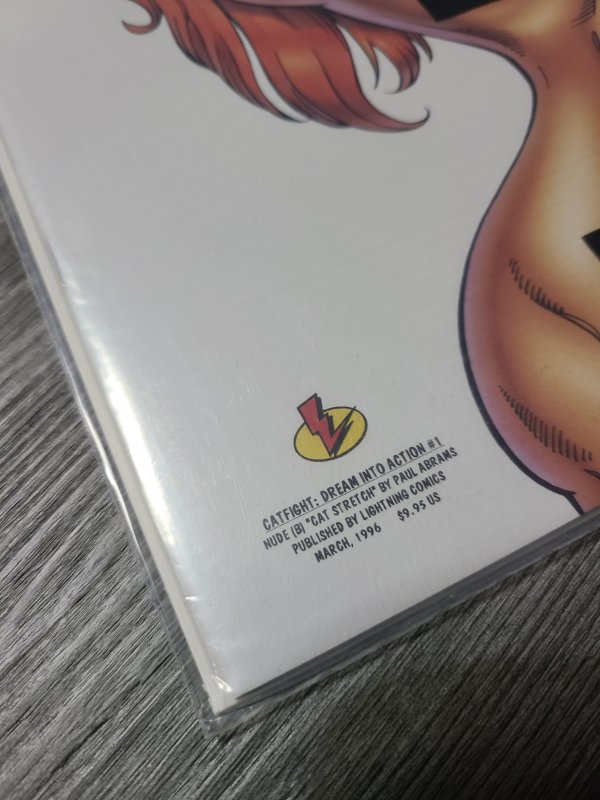 CATFIGHT: DREAM INTO ACTION #1
NUDE (B) "CAT STRETCH" BY PAUL ABRAMS
PUBLISHED BY LIGHTNING COMICS
MARCH, 1996 $9.95 US